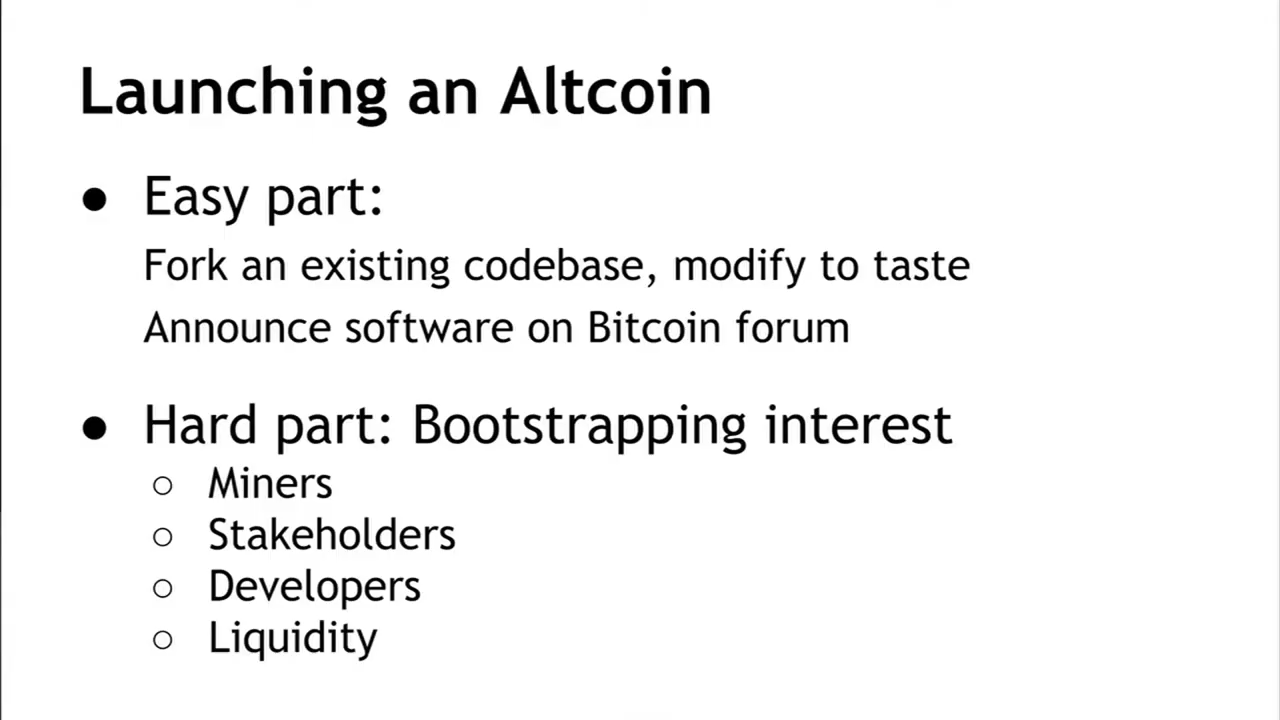 Launching an Altcoin
● Easy part:
Fork an existing codebase, modify to taste
Announce software on Bitcoin forum
● Hard part: Bootstrapping interest
○ Miners
○ Stakeholders
○ Developers
○ Liquidity